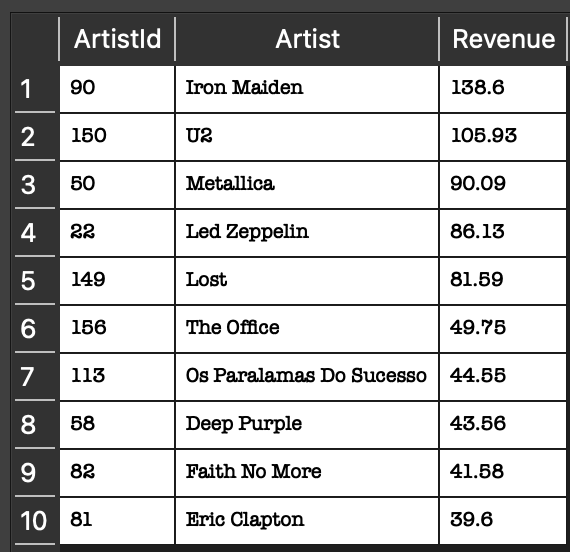 ArtistId Artist Revenue
1 90 Iron Maiden 138.6
2 150 U2 105.93
3 50 Metallica 90.09
4 22 Led Zeppelin 86.13
5 149 Lost 81.59
6 156 The Office 49.75
7 113 Os Paralamas Do Sucesso 44.55
8 58 Deep Purple 43.56
9 82 Faith No More 41.58
10 81 Eric Clapton 39.6